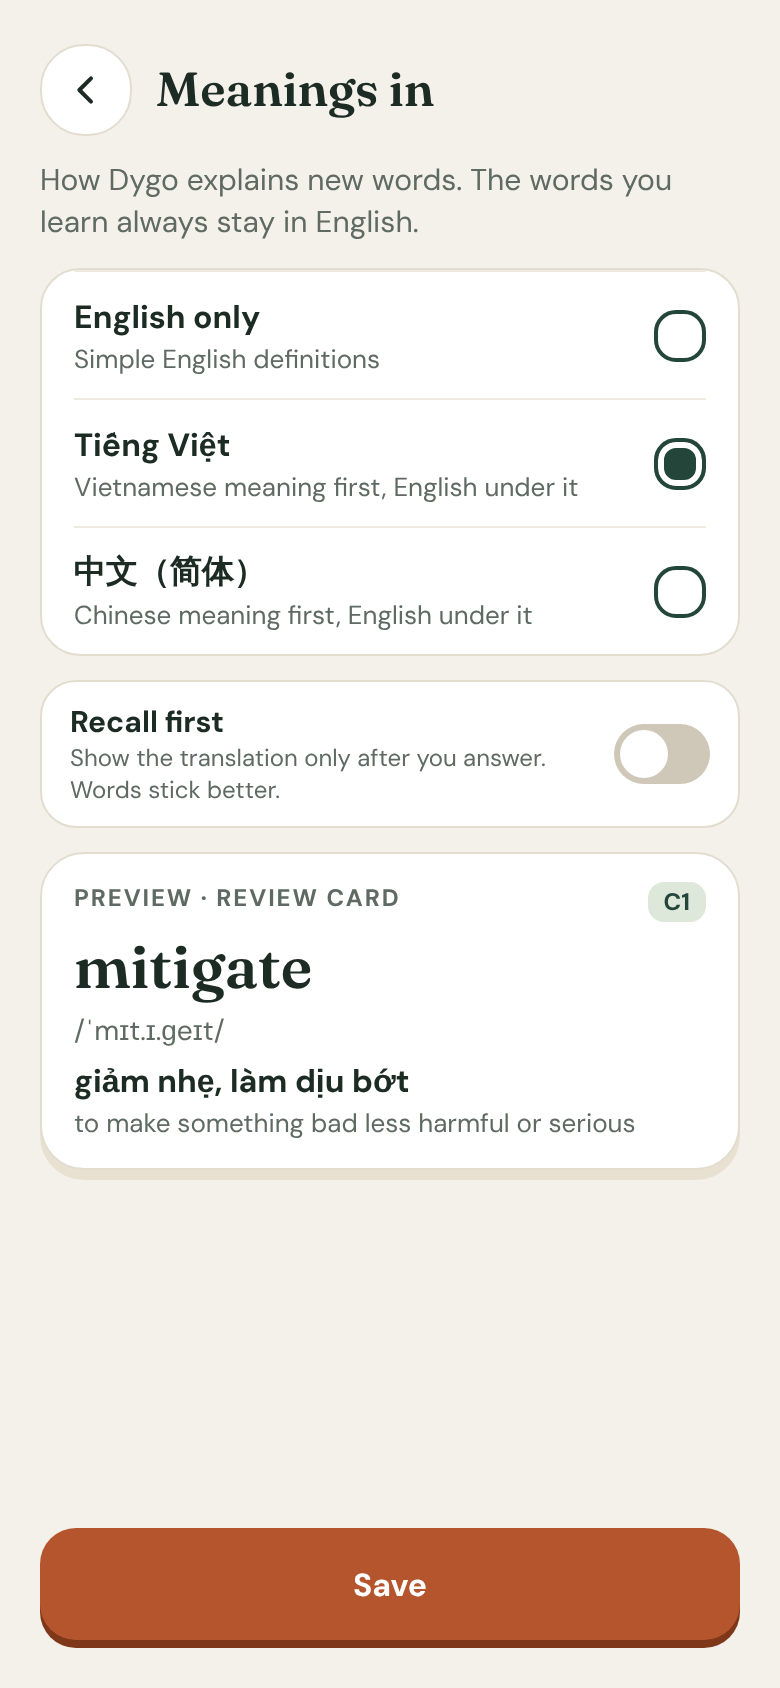 Meanings in
How Dygo explains new words. The words you
learn always stay in English.
English only
Simple English definitions
Tiếng Việt
Vietnamese meaning first, English under it
中文（简体）
Chinese meaning first, English under it
Recall first
Show the translation only after you answer.
Words stick better.
PREVIEW · REVIEW CARD
C1
mitigate
/ˈmɪt.ɪ.ɡeɪt/
giảm nhẹ, làm dịu bớt
to make something bad less harmful or serious
Save